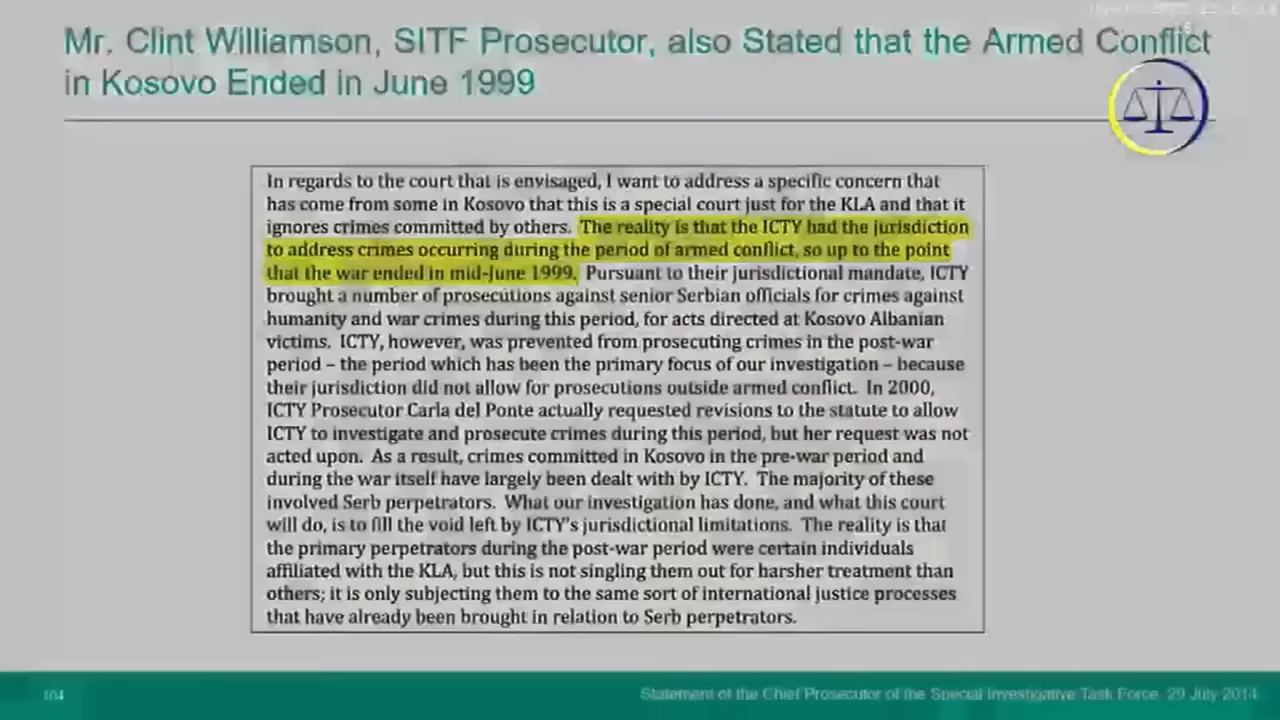 Mr. Clint Williamson, SITF Prosecutor, also Stated that the Armed Conflict
in Kosovo Ended in June 1999
In regards to the court that is envisaged, I want to address a specific concern that
has come from some in Kosovo that this is a special court just for the KLA and that it
ignores crimes committed by others. The reality is that the ICTY had the jurisdiction
to address crimes occurring during the period of armed conflict, so up to the point
that the war ended in mid-June 1999. Pursuant to their jurisdictional mandate, ICTY
brought a number of prosecutions against senior Serbian officials for crimes against
humanity and war crimes during this period, for acts directed at Kosovo Albanian
victims. ICTY, however, was prevented from prosecuting crimes in the post-war
period – the period which has been the primary focus of our investigation – because
their jurisdiction did not allow for prosecutions outside armed conflict. In 2000,
ICTY Prosecutor Carla del Ponte actually requested revisions to the statute to allow
ICTY to investigate and prosecute crimes during this period, but her request was not
acted upon. As a result, crimes committed in Kosovo in the pre-war period and
during the war itself have largely been dealt with by ICTY. The majority of these
involved Serb perpetrators. What our investigation has done, and what this court
will do, is to fill the void left by ICTY's jurisdictional limitations. The reality is that
the primary perpetrators during the post-war period were certain individuals
affiliated with the KLA, but this is not singling them out for harsher treatment than
others; it is only subjecting them to the same sort of international justice processes
that have already been brought in relation to Serb perpetrators.
104
Statement of the Chief Prosecutor of the Special Investigative Task Force, 29 July 2014